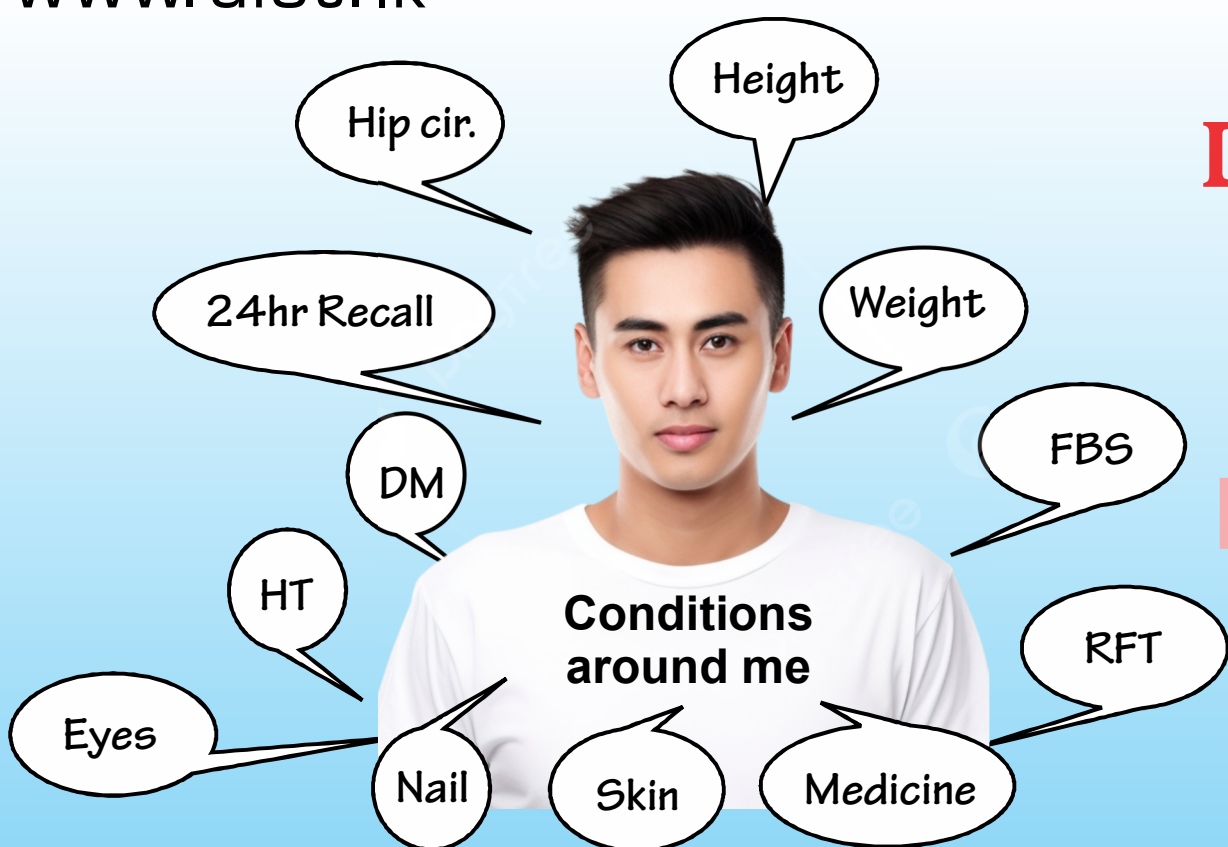 Height
Hip cir.
24hr Recall
Weight
DM
FBS
HT
Conditions
around me
RFT
Eyes
Nail
Skin
Medicine